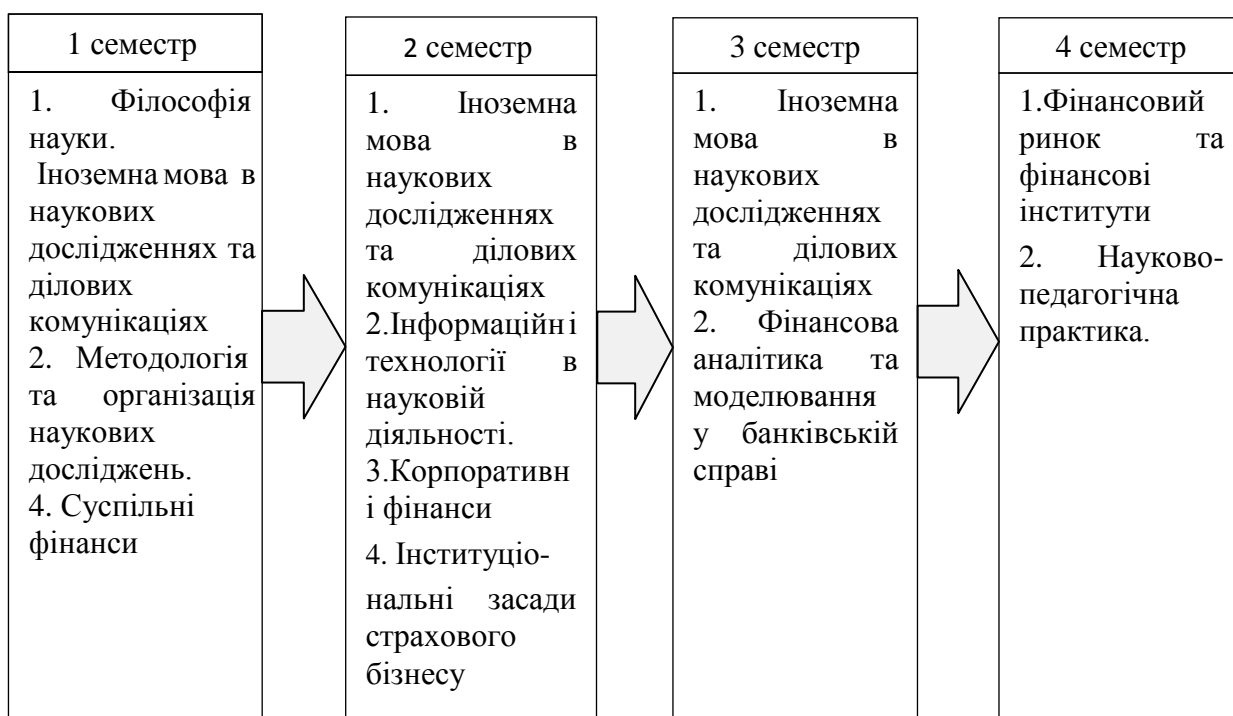 1 семестр
1. Філософія
науки.
Іноземна мова в
наукових
дослідженнях та
ділових
комунікаціях
2. Методологія
та організація
наукових
досліджень.
4. Суспільні
фінанси
2 семестр
1. Іноземна
мова в
наукових
дослідженнях
та ділових
комунікаціях
2.Інформаційні
технології в
науковій
діяльності.
3.Корпоративн
і фінанси
4. Інституціо-
нальні засади
страхового
бізнесу
3 семестр
1. Іноземна
мова в
наукових
дослідженнях
та ділових
комунікаціях
2. Фінансова
аналітика та
моделювання
у банківській
справі
4 семестр
1.Фінансовий
ринок та
фінансові
інститути
2. Науково-
педагогічна
практика.